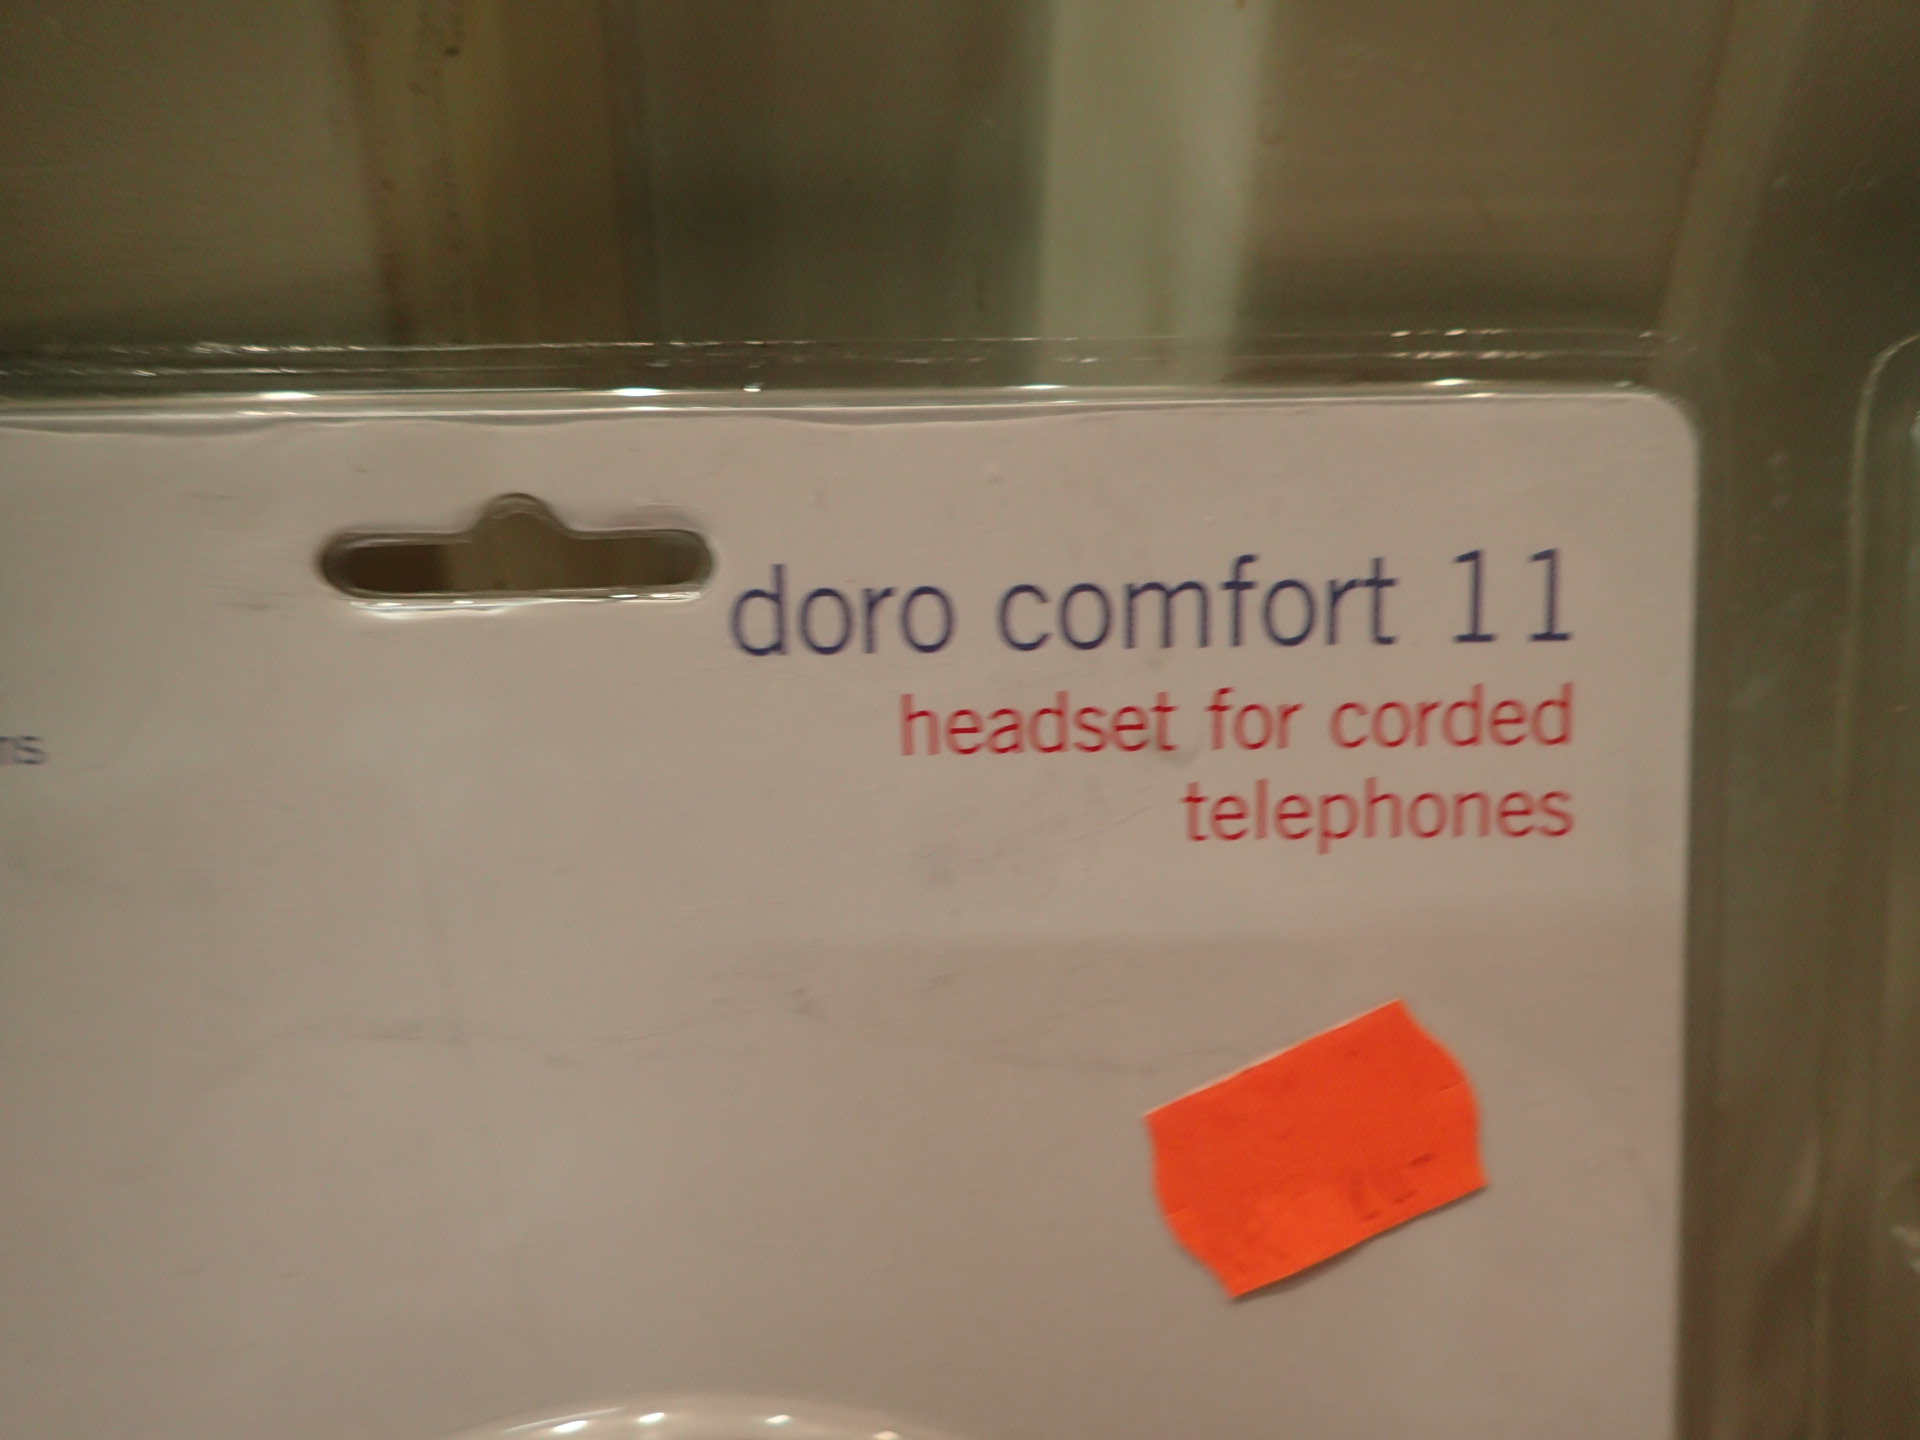 doro comfort 11
headset for corded
telephones